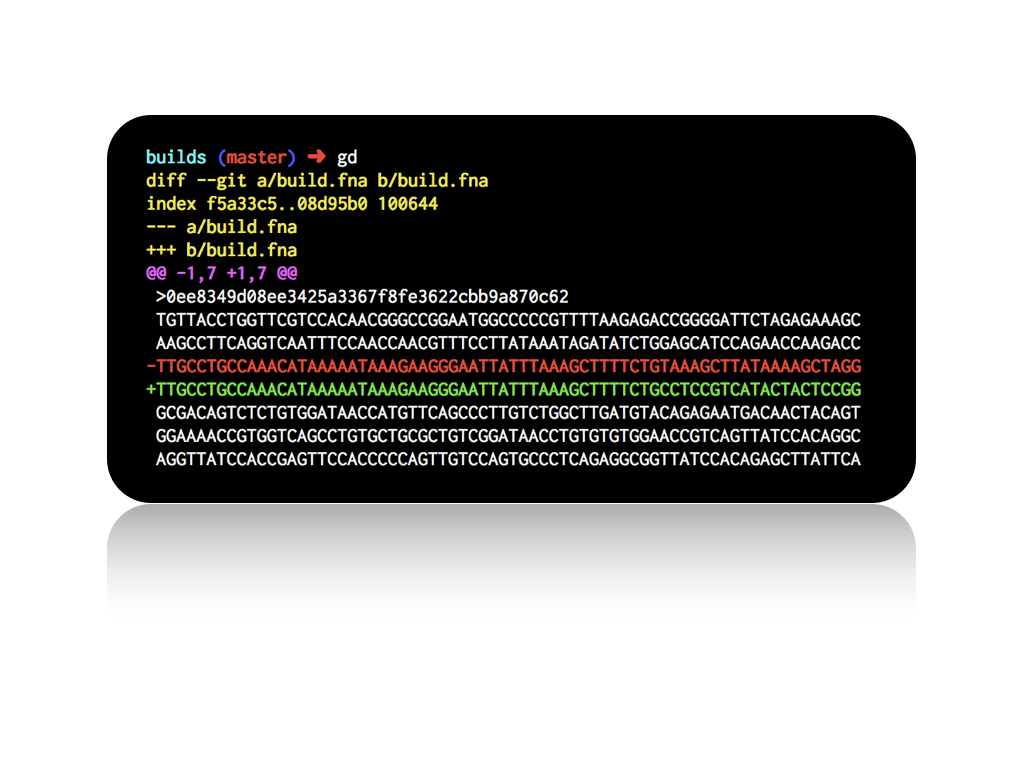 builds (master) ➜ gd
diff --git a/build.fna b/build.fna
index f5a33c5..08d95b0 100644
--- a/build.fna
+++ b/build.fna
@@ -1,7 +1,7 @@
>0ee8349d08ee3425a3367f8fe3622cbb9a870c62
TGTTACCTGGTTCGTCCACAACGGGCCGGAATGGCCCCCGTTTTAAGAGACCGGGGATTCTAGAGAAAGC
AAGCCTTCAGGTCAATTTCCAACCAACGTTTCCTTATAAATAGATATCTGGAGCATCCAGAACCAAGACC
-TTGCCTGCCAAACATAAAAATAAAGAAGGGAATTATTTAAAGCTTTTCTGTAAAGCTTATAAAAGCTAGG
+TTGCCTGCCAAACATAAAAATAAAGAAGGGAATTATTTAAAGCTTTTCTGCCTCCGTCATACTACTCCGG
GCGACAGTCTCTGTGGATAACCATGTTCAGCCCTTGTCTGGCTTGATGTACAGAGAATGACAACTACAGT
GGAAAACCGTGGTCAGCCTGTGCTGCGCTGTCGGATAACCTGTGTGTGGAACCGTCAGTTATCCACAGGC
AGGTTATCCACCGAGTTCCACCCCCAGTTGTCCAGTGCCCTCAGAGGCGGTTATCCACAGAGCTTATTCA